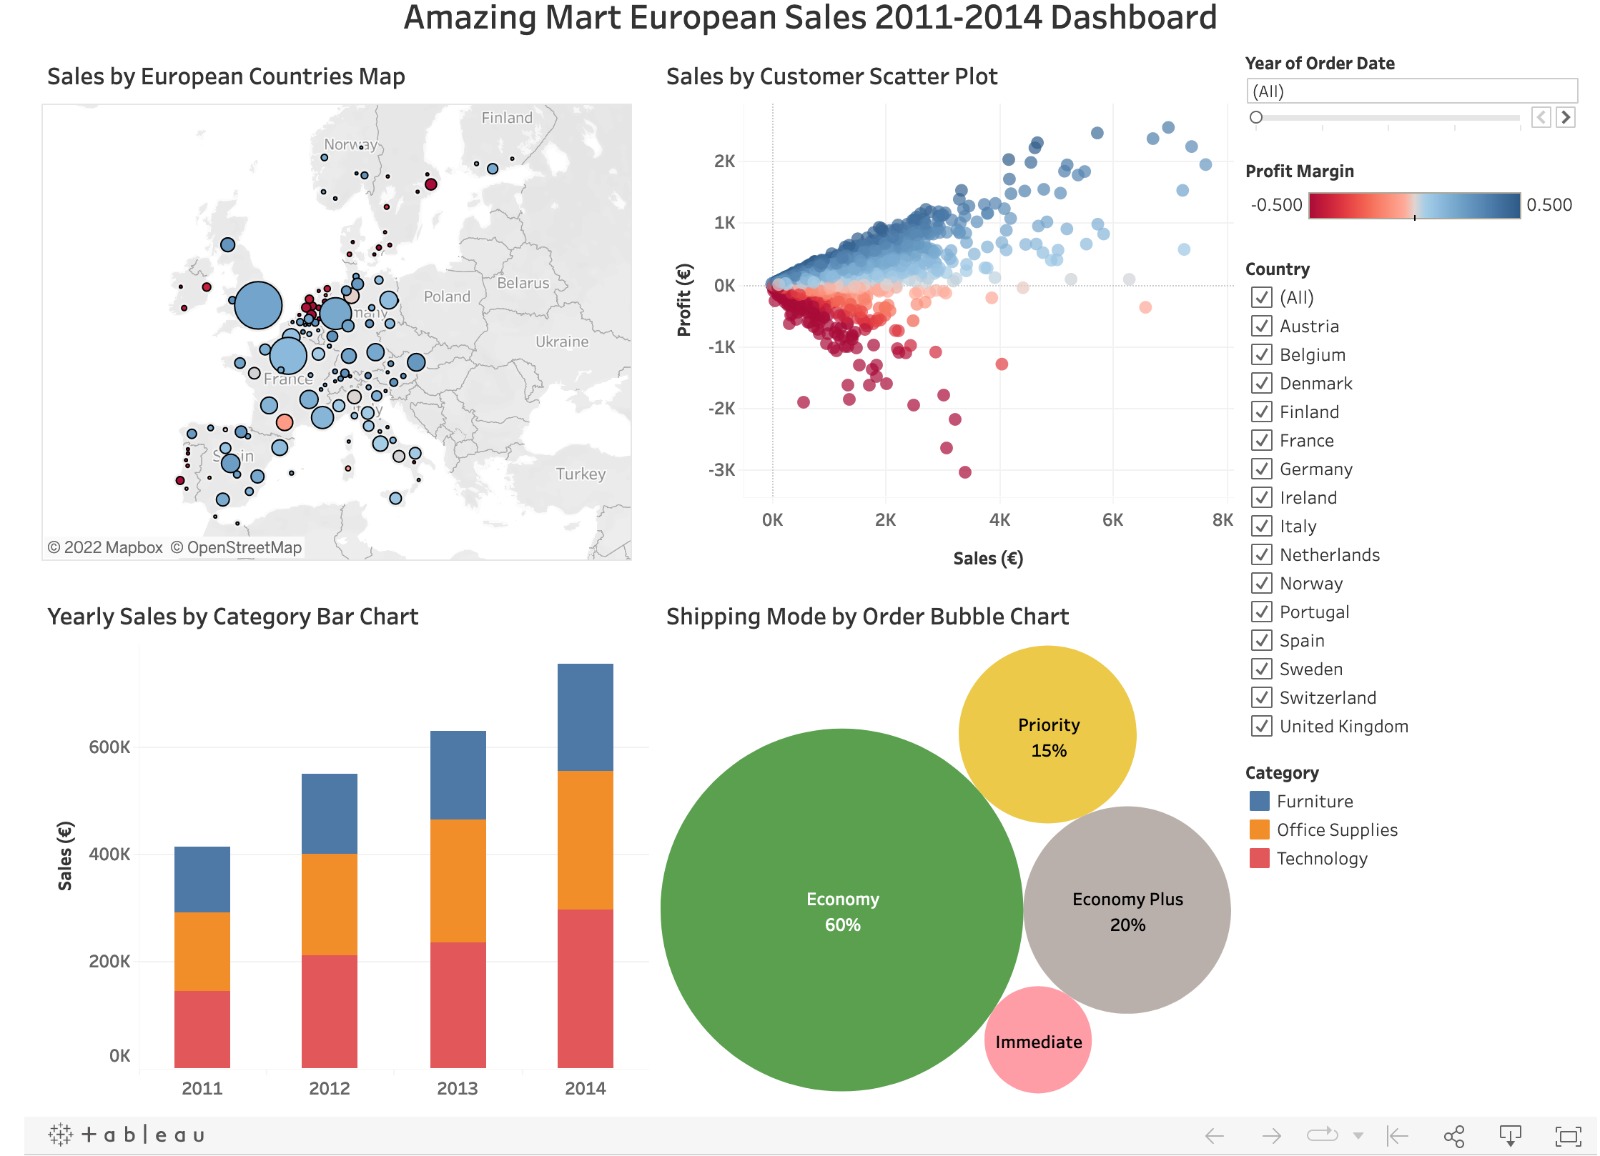 Amazing Mart European Sales 2011-2014 Dashboard
Sales by European Countries Map
Finland
Norway
Belarus
Poland
many
Ukraine
France
Turkey
© 2022 Mapbox © OpenStreetMap
Sales by Customer Scatter Plot
Profit (€)
2K
1K
0K
-1K
-2K
-3K
0K 2K 4K 6K 8K
Sales (€)
Year of Order Date
(All)
Profit Margin
-0.500 0.500
Country
(All)
Austria
Belgium
Denmark
Finland
France
Germany
Ireland
Italy
Netherlands
Norway
Portugal
Spain
Sweden
Switzerland
United Kingdom
Category
Furniture
Office Supplies
Technology
Yearly Sales by Category Bar Chart
Sales (€)
600K
400K
200K
0K
2011 2012 2013 2014
Shipping Mode by Order Bubble Chart
Priority
15%
Economy
60%
Economy Plus
20%
Immediate
+ a b l e a u